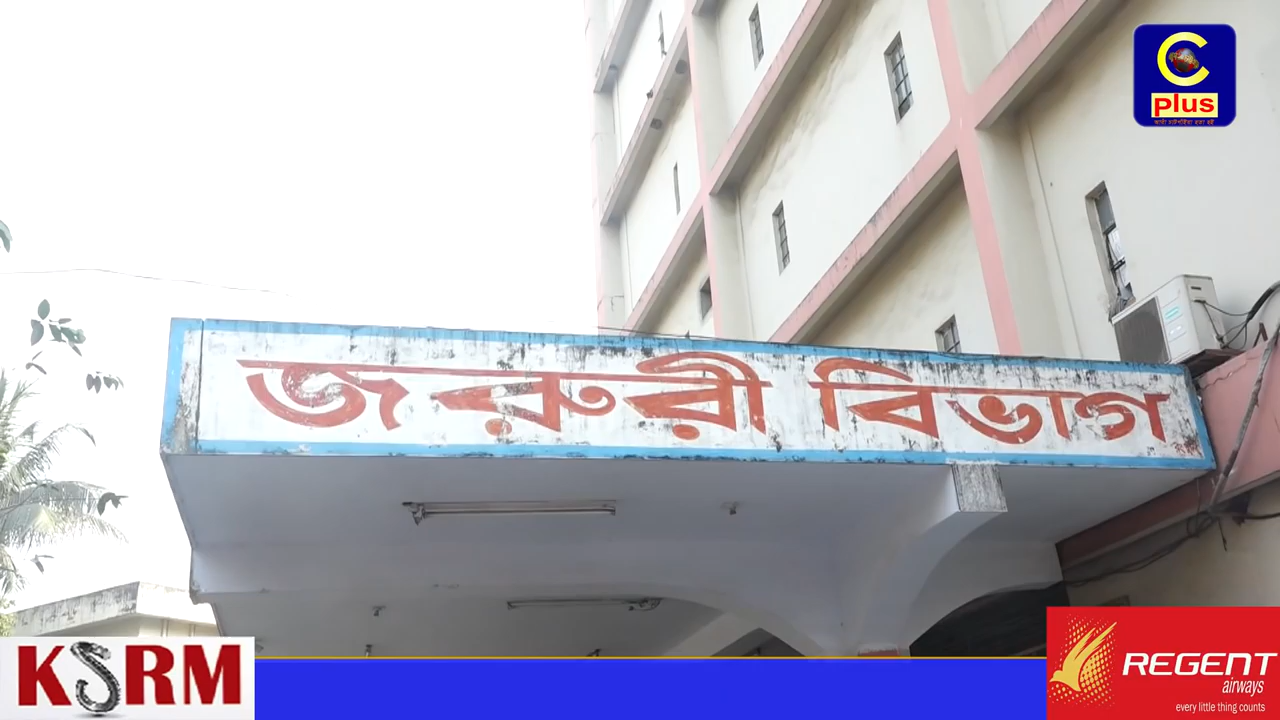 C
plus
জরুরী বিভাগ
KSRM
REGENT
airways
every little thing counts